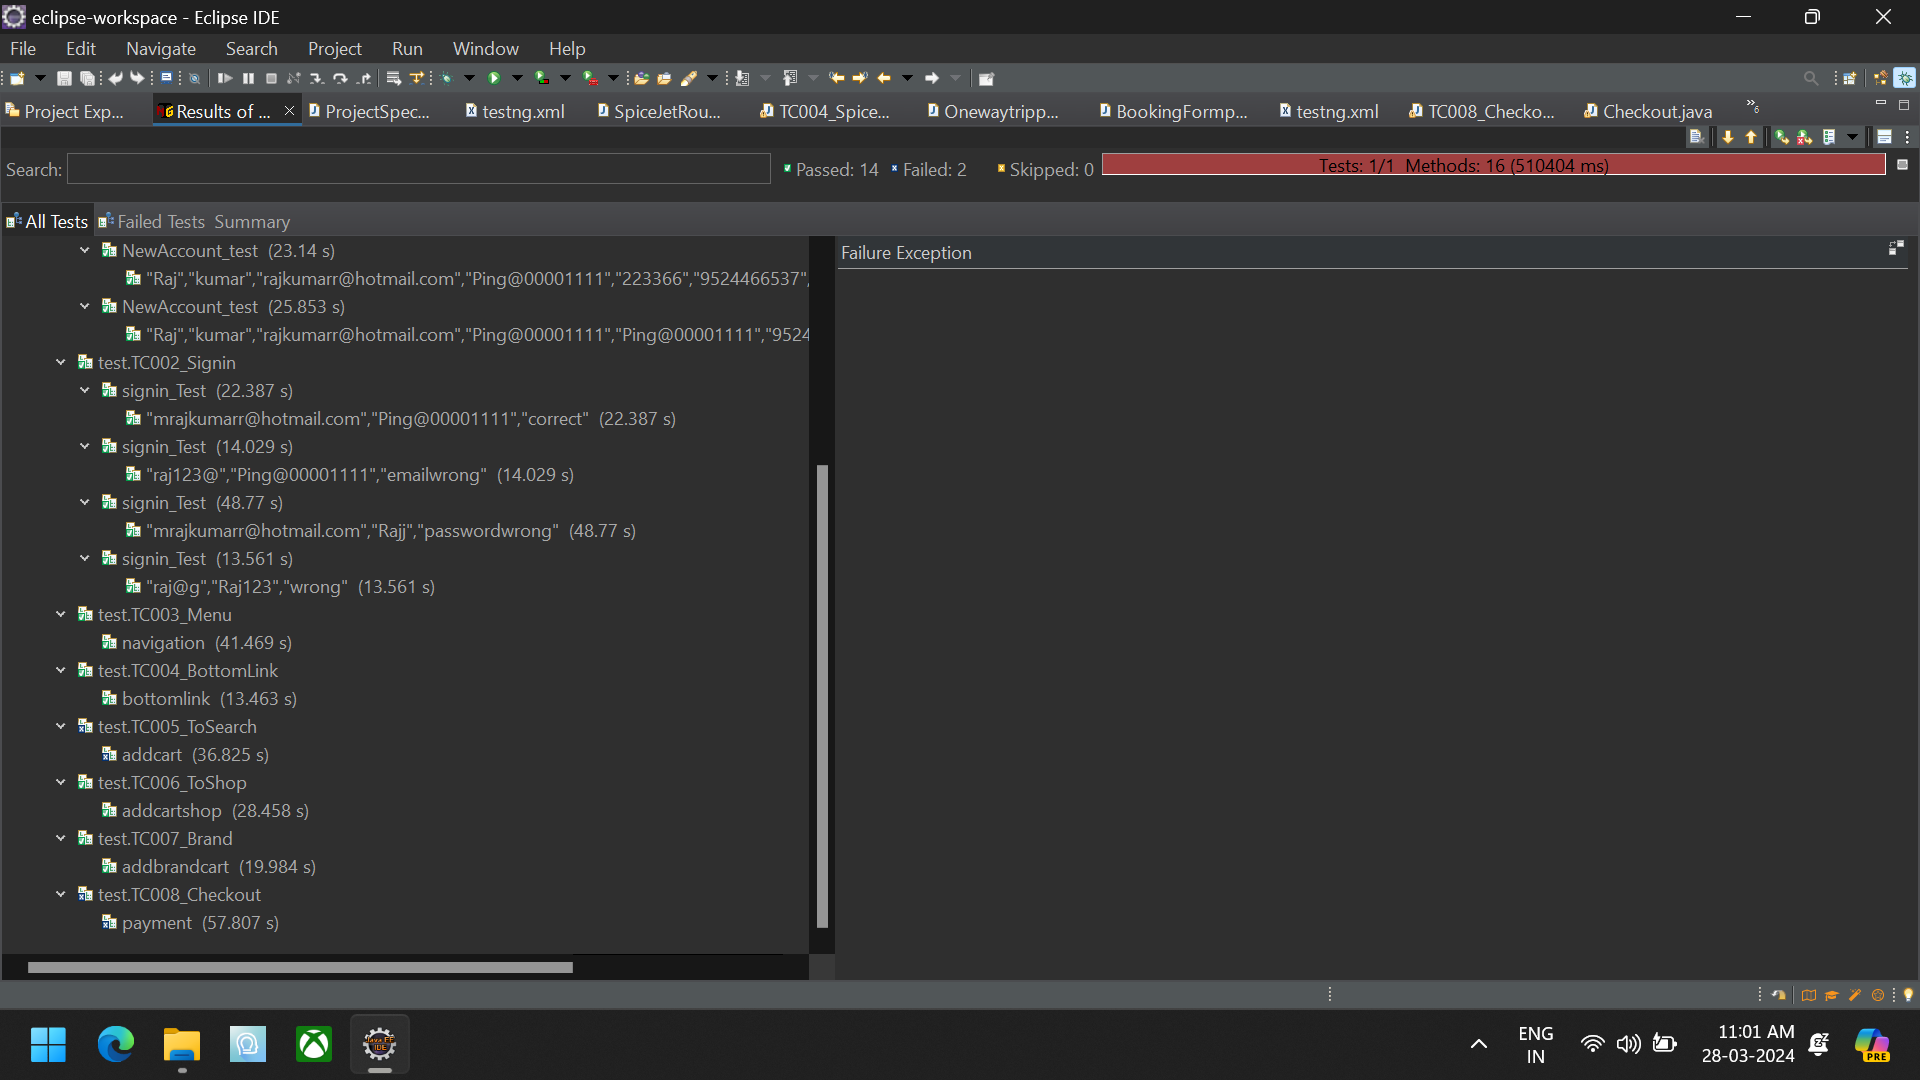 eclipse-workspace - Eclipse IDE
File Edit Navigate Search Project Run Window Help
Project Exp... Results of ... ProjectSpec... testng.xml SpiceJetRou... TC004_Spice... Onewaytripp... BookingFormp... testng.xml TC008_Checko... Checkout.java »6
Search: Passed: 14 Failed: 2 Skipped: 0 Tests: 1/1 Methods: 16 (510404 ms)
All Tests Failed Tests Summary
Failure Exception
NewAccount_test (23.14 s)
"Raj","kumar","rajkumarr@hotmail.com","Ping@00001111","223366","9524466537",
NewAccount_test (25.853 s)
"Raj","kumar","rajkumarr@hotmail.com","Ping@00001111","Ping@00001111","9524
test.TC002_Signin
signin_Test (22.387 s)
"mrajkumarr@hotmail.com","Ping@00001111","correct" (22.387 s)
signin_Test (14.029 s)
"raj123@","Ping@00001111","emailwrong" (14.029 s)
signin_Test (48.77 s)
"mrajkumarr@hotmail.com","Rajj","passwordwrong" (48.77 s)
signin_Test (13.561 s)
"raj@g","Raj123","wrong" (13.561 s)
test.TC003_Menu
navigation (41.469 s)
test.TC004_BottomLink
bottomlink (13.463 s)
test.TC005_ToSearch
addcart (36.825 s)
test.TC006_ToShop
addcartshop (28.458 s)
test.TC007_Brand
addbrandcart (19.984 s)
test.TC008_Checkout
payment (57.807 s)
ENG
IN
11:01 AM
28-03-2024
PRE